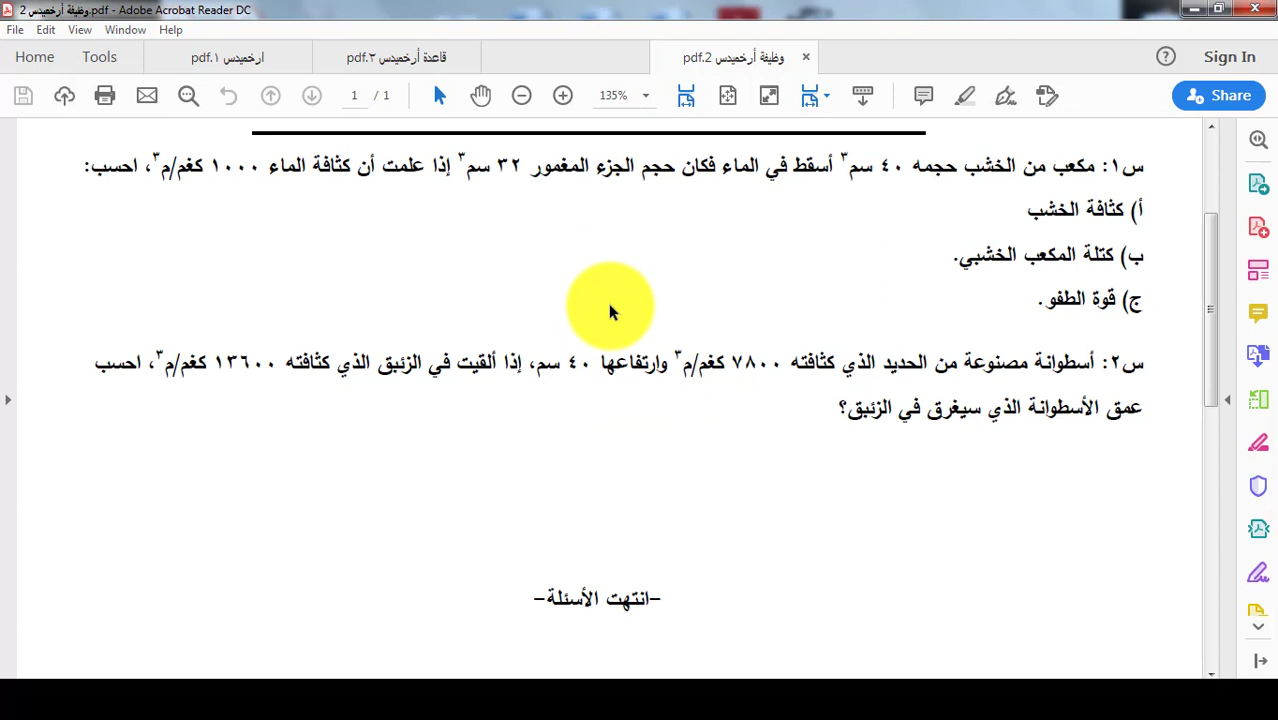 وظيفة أرخميدس 2.pdf - Adobe Acrobat Reader DC
File Edit View Window Help
Home Tools ارخميدس ١.pdf قاعدة أرخميدس ٣.pdf وظيفة أرخميدس 2.pdf × Sign In
1 / 1 135% Share
س١: مكعب من الخشب حجمه ٤٠ سم٣ أسقط في الماء فكان حجم الجزء المغمور ٣٢ سم٣ إذا علمت أن كثافة الماء ١٠٠٠ كغم/م٣، احسب:
أ) كثافة الخشب
ب) كتلة المكعب الخشبي.
ج) قوة الطفو.
س٢: أسطوانة مصنوعة من الحديد الذي كثافته ٧٨٠٠ كغم/م٣ وارتفاعها ٤٠ سم، إذا ألقيت في الزئبق الذي كثافته ١٣٦٠٠ كغم/م٣، احسب
عمق الأسطوانة الذي سيغرق في الزئبق؟
-انتهت الأسئلة-